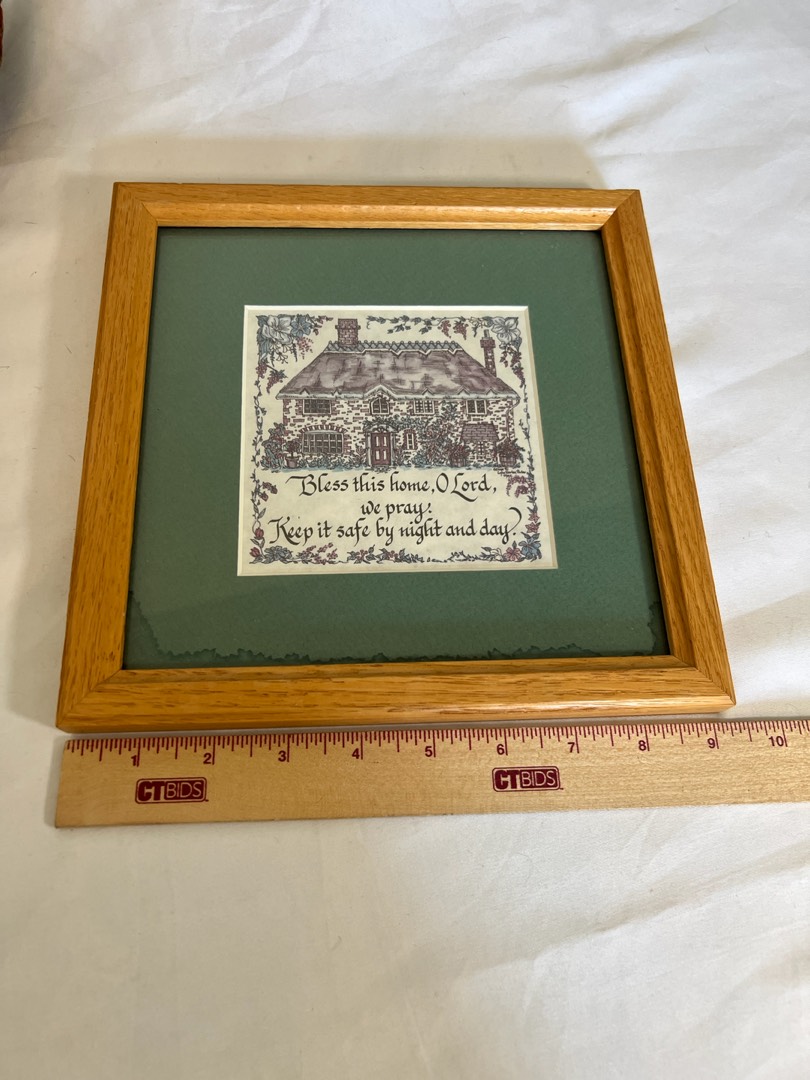 Bless this home, O Lord,
we pray!
Keep it safe by night and day!
1 2 3 4 5 6 7 8 9 10
CTBIDS CTBIDS